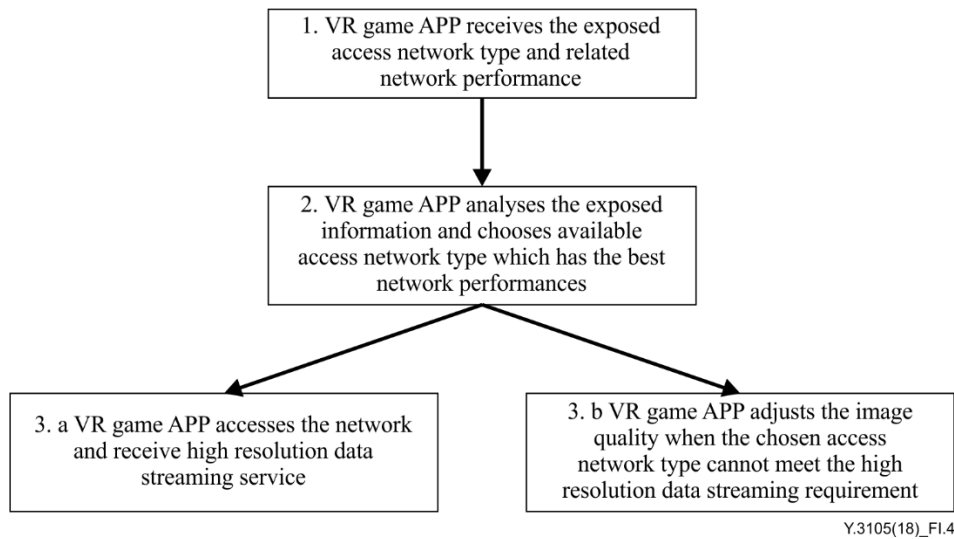 1. VR game APP receives the exposed
access network type and related
network performance
2. VR game APP analyses the exposed
information and chooses available
access network type which has the best
network performances
3. a VR game APP accesses the network
and receive high resolution data
streaming service
3. b VR game APP adjusts the image
quality when the chosen access
network type cannot meet the high
resolution data streaming requirement
Y.3105(18)_FI.4